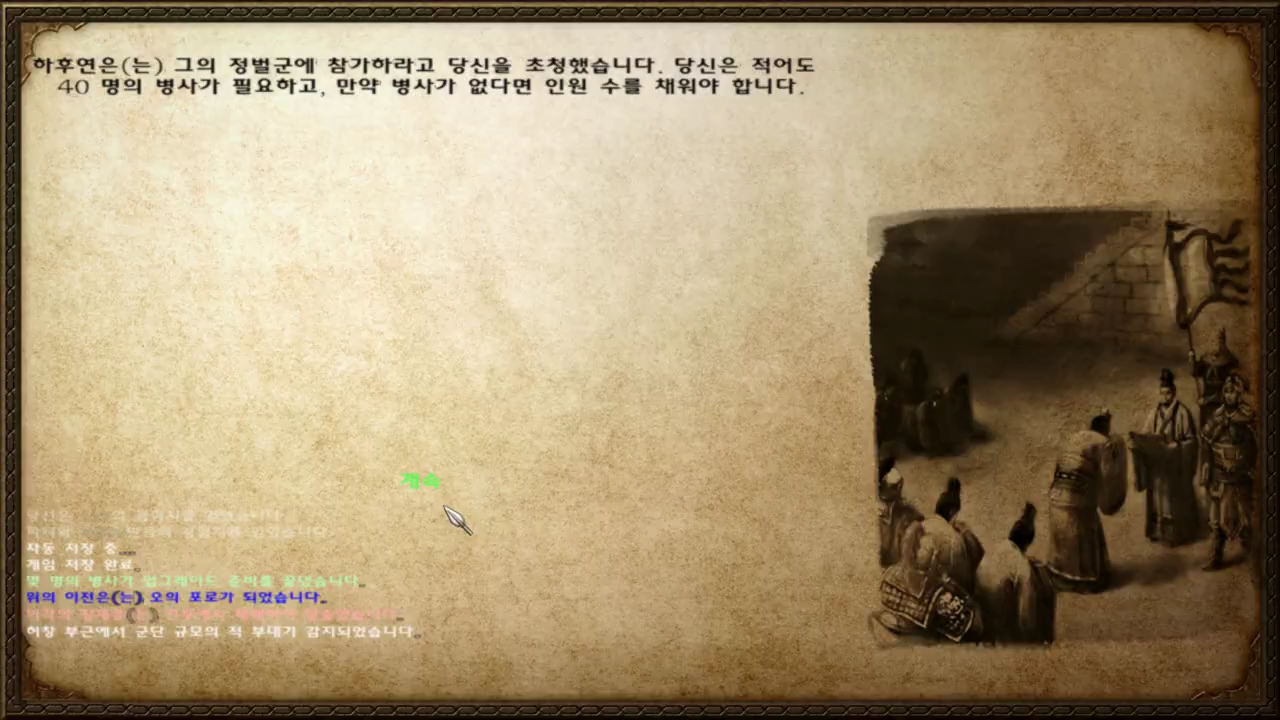 하후연은(는) 그의 정벌군에 참가하라고 당신을 초청했습니다. 당신은 적어도
40 명의 병사가 필요하고, 만약 병사가 없다면 인원 수를 채워야 합니다.
계속
당신은
자동 저장 중....
게임 저장 완료.
몇 명의 병사가 업그레이드 준비를 끝냈습니다.
위의 이전은(는) 오의 포로가 되었습니다.
허창 부근에서 군단 규모의 적 부대가 감지되었습니다.